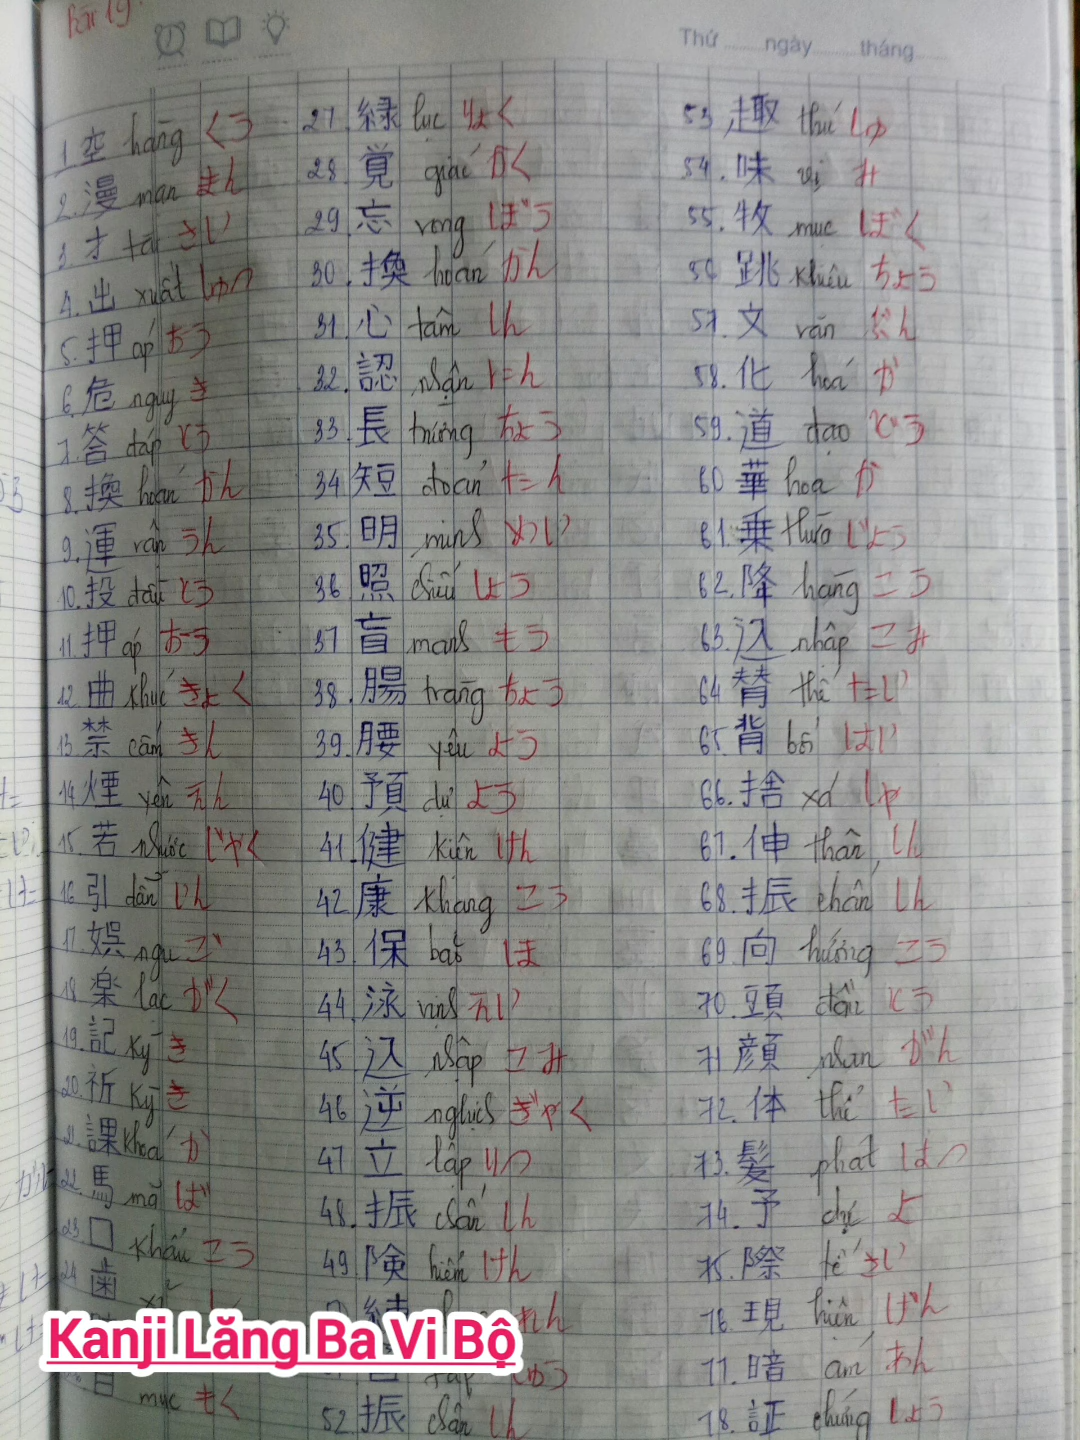 Bài 19
Thứ ........ngày ........tháng........
1. 空 hàng くう
2. 漫 mạn まん
3. 才 tài さい
4. 出 xuất しゅつ
5. 押 áp おう
6. 危 nguy き
7. 答 đáp とう
8. 換 hoán かん
9. 運 vận うん
10. 投 đầu とう
11 押 áp おう
12 曲 khúc きょく
13. 禁 cấm きん
14. 煙 yên えん
15. 若 nhược じゃく
16 引 dẫn いん
17. 娯 ngu ご
18. 楽 lạc がく
19. 記 ký き
20. 祈 kỳ き
21. 課 khoá か
22. 馬 mã ば
23. 口 khẩu こう
24 歯
mục もく
27. 緑 lục りょく
28. 覚 giác かく
29. 忘 vong ぼう
30. 換 hoán かん
31. 心 tâm しん
32. 認 nhận にん
33. 長 trường ちょう
34 短 đoản たん
35. 明 minh めい
36 照 chiếu しょう
37 盲 manh もう
38. 腸 tràng ちょう
39. 腰 yêu よう
40. 預 dự よう
41. 健 kiện けん
42. 康 khang こう
43. 保 bảo ほ
44. 泳 vịnh えい
45 込 nhập こみ
46 逆 nghịch ぎゃく
47 立 lập りつ
48. 振 chấn しん
49 険 hiểm けん
れん
しゅう
52. 振 chấn しん
53. 趣 thú しゅ
54. 味 vị み
55. 牧 mục ぼく
56 跳 khiêu ちょう
57. 文 văn ぶん
58. 化 hoá か
59. 道 đạo どう
60 華 hoa か
61. 乗 thừa じょう
62. 降 hàng こう
63. 込 nhập こみ
64 替 thế たい
65. 背 bối はい
66. 捨 xả しゃ
67. 伸 thân しん
68. 振 chấn しん
69. 向 hướng こう
70. 頭 đầu とう
71 顔 nhan がん
72. 体 thể たい
73. 髪 phát はつ
74. 予 dự よ
75. 際 tế さい
76. 現 hiện げん
77. 暗 ám あん
78. 証 chứng しょう
Kanji Lăng Ba Vi Bộ